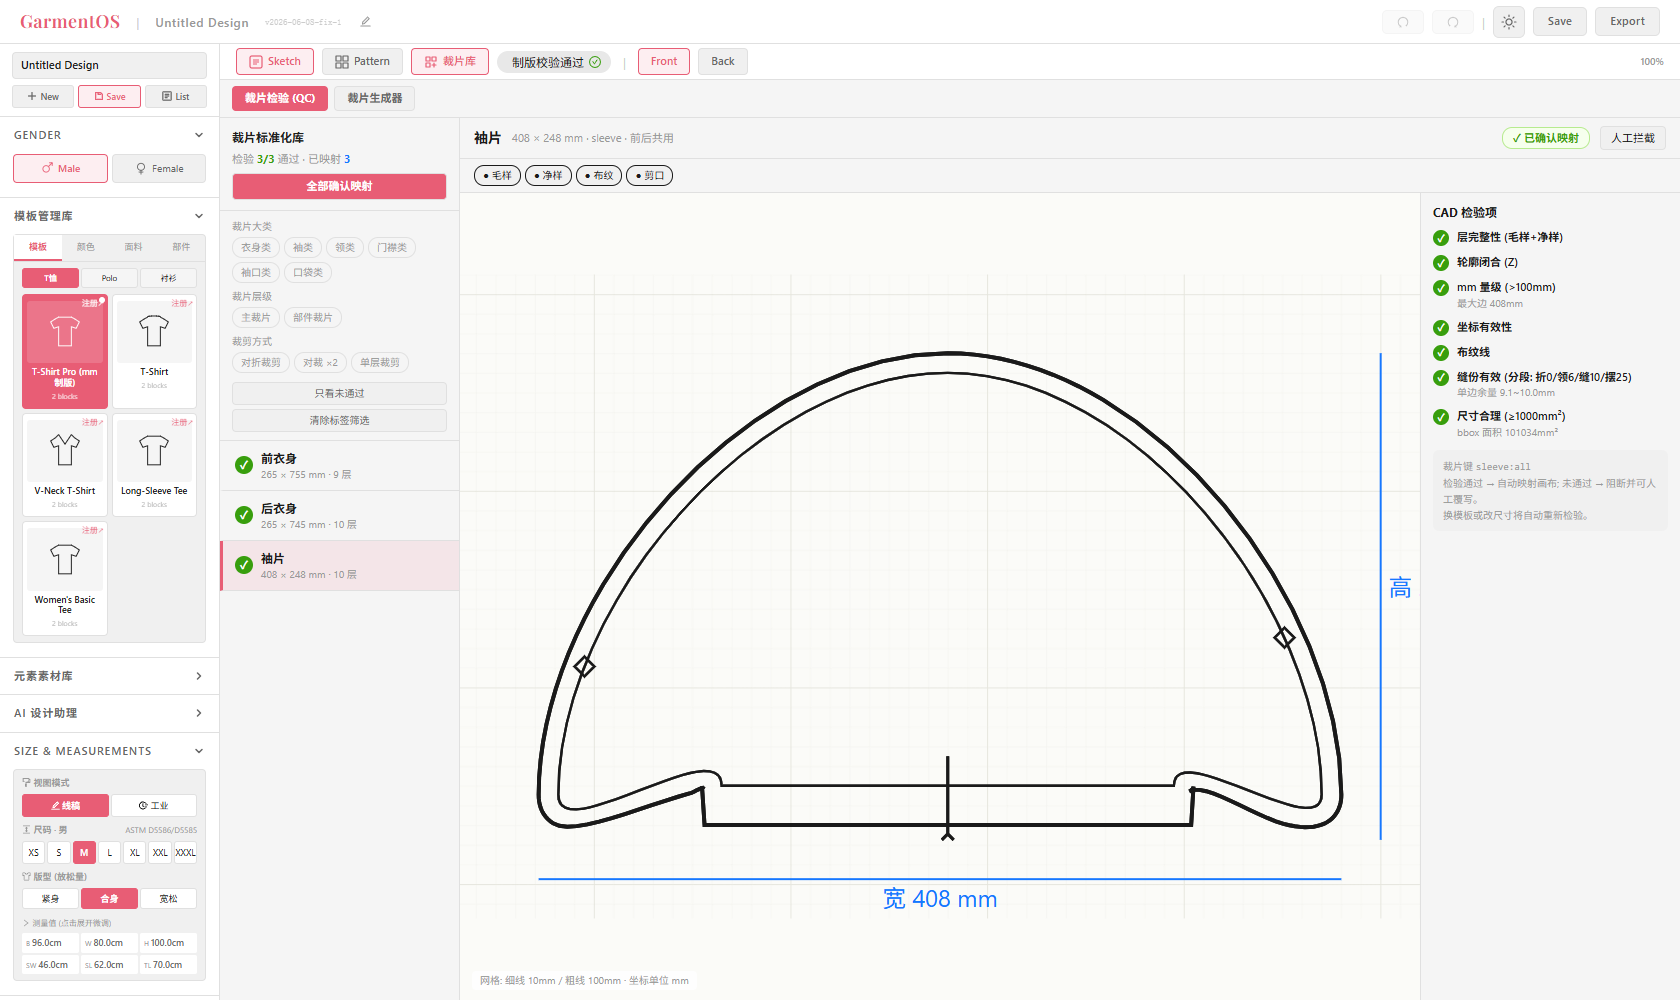 GarmentOS
Untitled Design
v2026-06-08-fix-1
Save
Export
Untitled Design
New
Save
List
GENDER
Male
Female
模板管理库
模板
颜色
面料
部件
T恤
Polo
衬衫
注册↗
T-Shirt Pro (mm 制版)
2 blocks
注册↗
T-Shirt
2 blocks
注册↗
V-Neck T-Shirt
2 blocks
注册↗
Long-Sleeve Tee
2 blocks
注册↗
Women's Basic Tee
2 blocks
元素素材库
AI 设计助理
SIZE & MEASUREMENTS
视图模式
线稿
工业
尺码 · 男
ASTM D5586/D5585
XS
S
M
L
XL
XXL
XXXL
版型 (放松量)
紧身
合身
宽松
测量值 (点击展开微调)
B 96.0cm
W 80.0cm
H 100.0cm
SW 46.0cm
SL 62.0cm
TL 70.0cm
Sketch
Pattern
裁片库
制版校验通过
Front
Back
100%
裁片检验 (QC)
裁片生成器
裁片标准化库
检验 3/3 通过 · 已映射 3
全部确认映射
裁片大类
衣身类
袖类
领类
门襟类
袖口类
口袋类
裁片层级
主裁片
部件裁片
裁剪方式
对折裁剪
对裁 ×2
单层裁剪
只看未通过
清除标签筛选
前衣身
265 × 755 mm · 9 层
后衣身
265 × 745 mm · 10 层
袖片
408 × 248 mm · 10 层
袖片
408 × 248 mm · sleeve · 前后共用
✓ 已确认映射
人工拦截
● 毛样
● 净样
● 布纹
● 剪口
高
宽 408 mm
网格: 细线 10mm / 粗线 100mm · 坐标单位 mm
CAD 检验项
层完整性 (毛样+净样)
轮廓闭合 (Z)
mm 量级 (>100mm)
最大边 408mm
坐标有效性
布纹线
缝份有效 (分段: 折0/领6/缝10/摆25)
单边余量 9.1~10.0mm
尺寸合理 (≥1000mm²)
bbox 面积 101034mm²
裁片键 sleeve:all
检验通过 → 自动映射画布; 未通过 → 阻断并可人
工覆写。
换模板或改尺寸将自动重新检验。